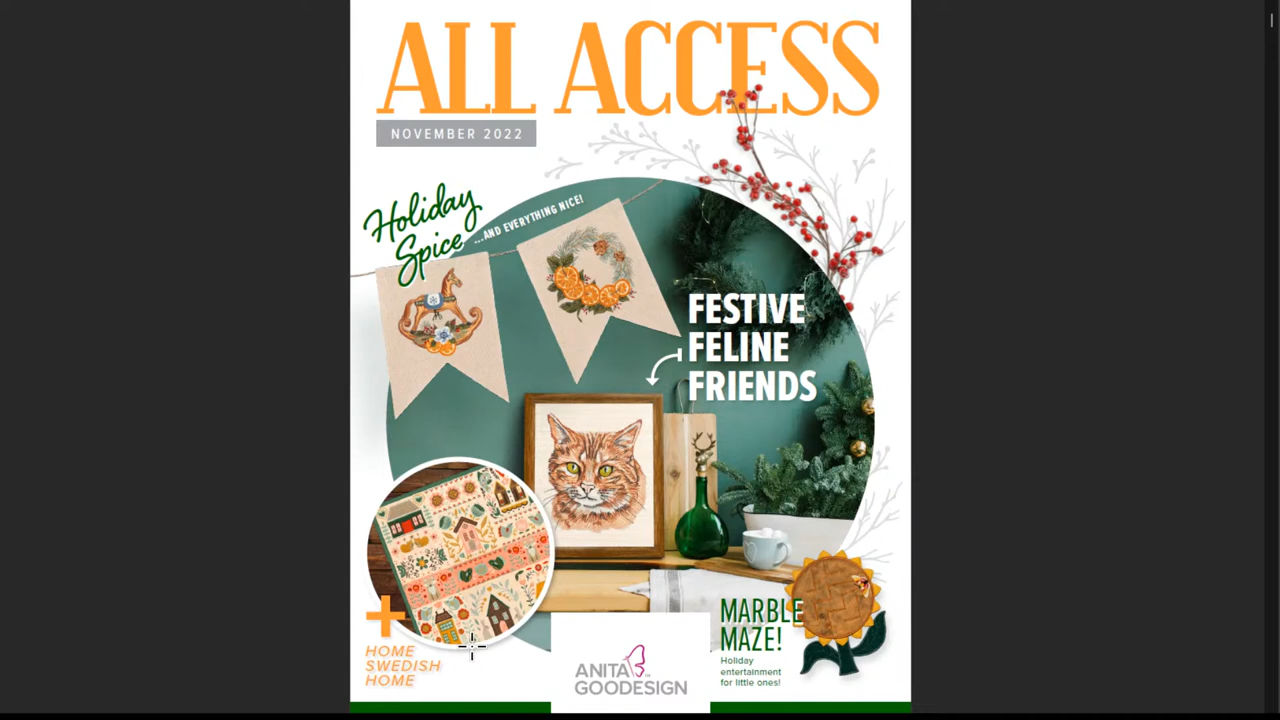 ALL ACCESS
NOVEMBER 2022
Holiday
Spice
...AND EVERYTHING NICE!
FESTIVE
FELINE
FRIENDS
+
HOME
SWEDISH
HOME
MARBLE
MAZE!
Holiday
entertainment
for little ones!
ANITA
GOODESIGN